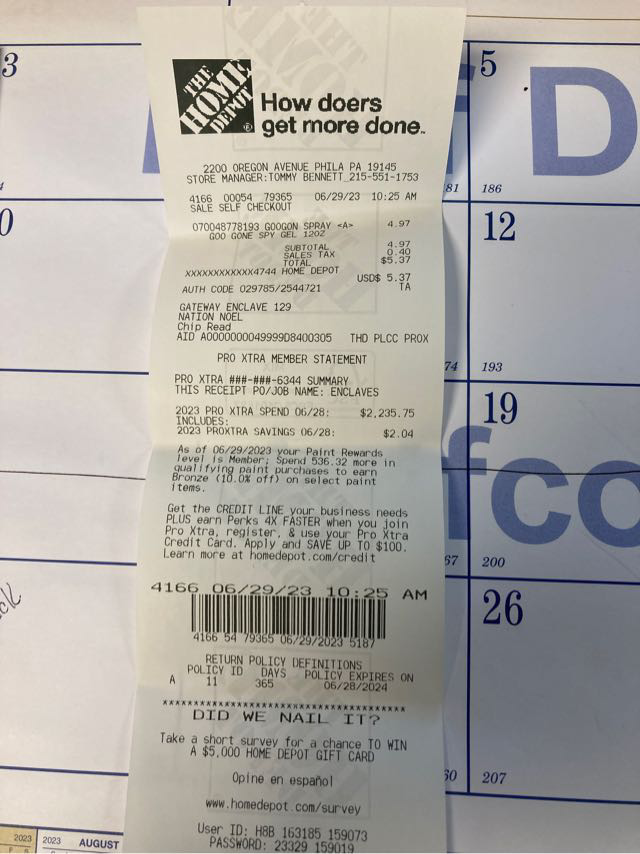 3
5
THE
HOME
DEPOT
®
How doers
get more done.™
2200 OREGON AVENUE PHILA PA 19145
STORE MANAGER:TOMMY BENNETT_215-551-1753
4166 00054 79365 06/29/23 10:25 AM
SALE SELF CHECKOUT
81
186
070048778193 GOOGON SPRAY <A> 4.97
GOO GONE SPY GEL 12OZ
0
12
SUBTOTAL 4.97
SALES TAX 0.40
TOTAL $5.37
XXXXXXXXXXXX4744 HOME DEPOT
USD$ 5.37
AUTH CODE 029785/2544721 TA
GATEWAY ENCLAVE 129
NATION NOEL
Chip Read
AID A0000000049999D8400305 THD PLCC PROX
PRO XTRA MEMBER STATEMENT
74
193
PRO XTRA ###-###-6344 SUMMARY
THIS RECEIPT PO/JOB NAME: ENCLAVES
19
2023 PRO XTRA SPEND 06/28: $2,235.75
INCLUDES:
2023 PROXTRA SAVINGS 06/28: $2.04
As of 06/29/2023 your Paint Rewards
level is Member; Spend 536.32 more in
qualifying paint purchases to earn
Bronze (10.0% off) on select paint
items.
fco
Get the CREDIT LINE your business needs
PLUS earn Perks 4X FASTER when you join
Pro Xtra, register, & use your Pro Xtra
Credit Card. Apply and SAVE UP TO $100.
Learn more at homedepot.com/credit
67
200
4166 06/29/23 10:25 AM
26
4166 54 79365 06/29/2023 5187
RETURN POLICY DEFINITIONS
POLICY ID DAYS POLICY EXPIRES ON
A 11 365 06/28/2024
***************************************
DID WE NAIL IT?
Take a short survey for a chance TO WIN
A $5,000 HOME DEPOT GIFT CARD
Opine en español
60
207
www.homedepot.com/survey
User ID: H8B 163185 159073
PASSWORD: 23329 159019
2023
2023 AUGUST